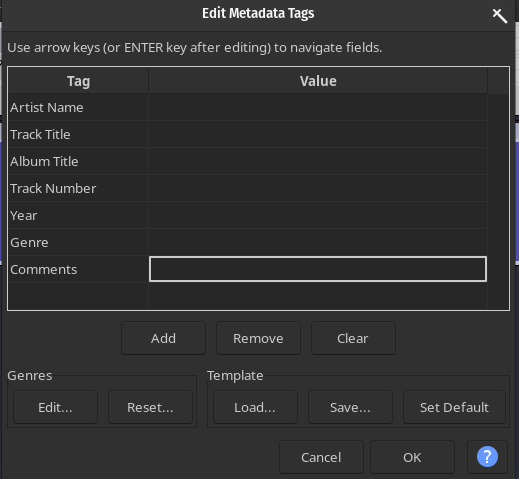 Edit Metadata Tags
Use arrow keys (or ENTER key after editing) to navigate fields.
Tag Value
Artist Name
Track Title
Album Title
Track Number
Year
Genre
Comments
Add Remove Clear
Genres Template
Edit... Reset... Load... Save... Set Default
Cancel OK ?